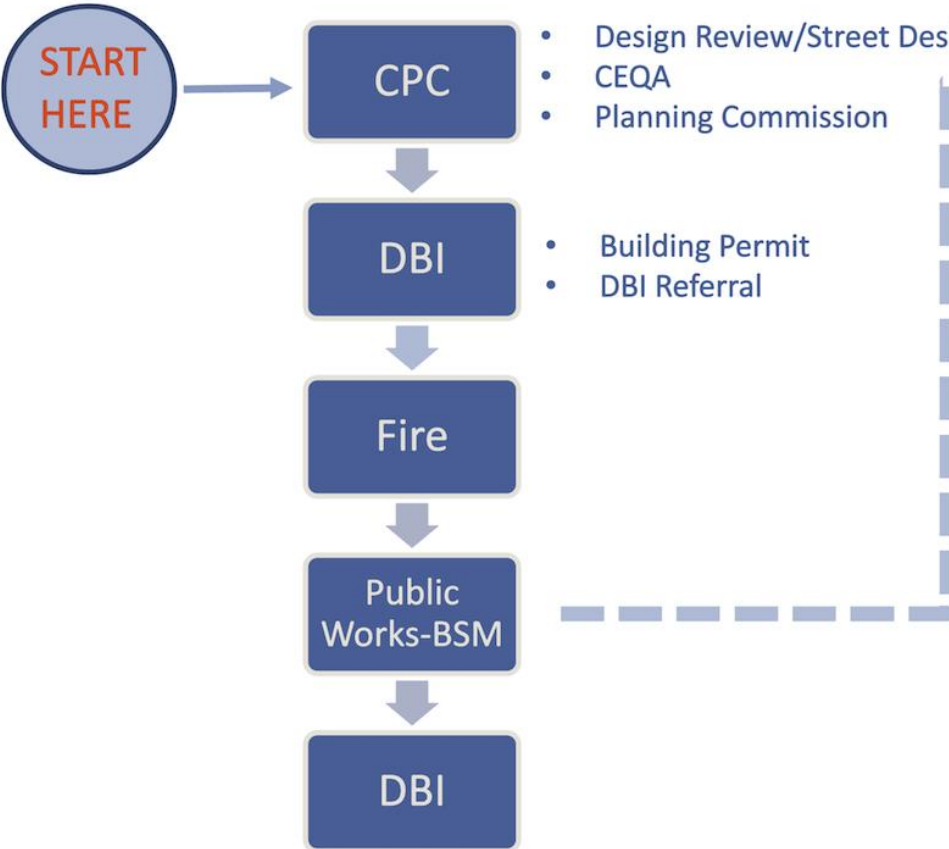 START
HERE
CPC
• Design Review/Street Des
• CEQA
• Planning Commission
DBI
• Building Permit
• DBI Referral
Fire
Public
Works-BSM
DBI